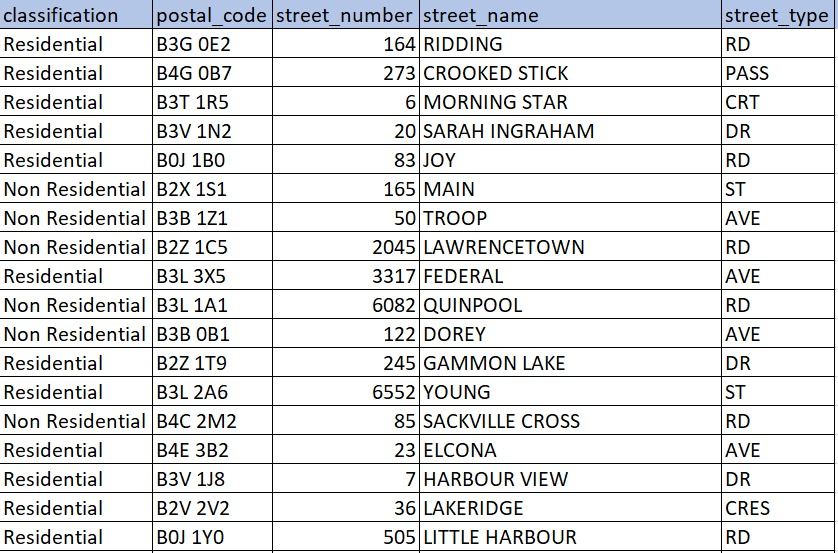 classification postal_code street_number street_name street_type
Residential B3G 0E2 164 RIDDING RD
Residential B4G 0B7 273 CROOKED STICK PASS
Residential B3T 1R5 6 MORNING STAR CRT
Residential B3V 1N2 20 SARAH INGRAHAM DR
Residential B0J 1B0 83 JOY RD
Non Residential B2X 1S1 165 MAIN ST
Non Residential B3B 1Z1 50 TROOP AVE
Non Residential B2Z 1C5 2045 LAWRENCETOWN RD
Residential B3L 3X5 3317 FEDERAL AVE
Non Residential B3L 1A1 6082 QUINPOOL RD
Non Residential B3B 0B1 122 DOREY AVE
Residential B2Z 1T9 245 GAMMON LAKE DR
Residential B3L 2A6 6552 YOUNG ST
Non Residential B4C 2M2 85 SACKVILLE CROSS RD
Residential B4E 3B2 23 ELCONA AVE
Residential B3V 1J8 7 HARBOUR VIEW DR
Residential B2V 2V2 36 LAKERIDGE CRES
Residential B0J 1Y0 505 LITTLE HARBOUR RD